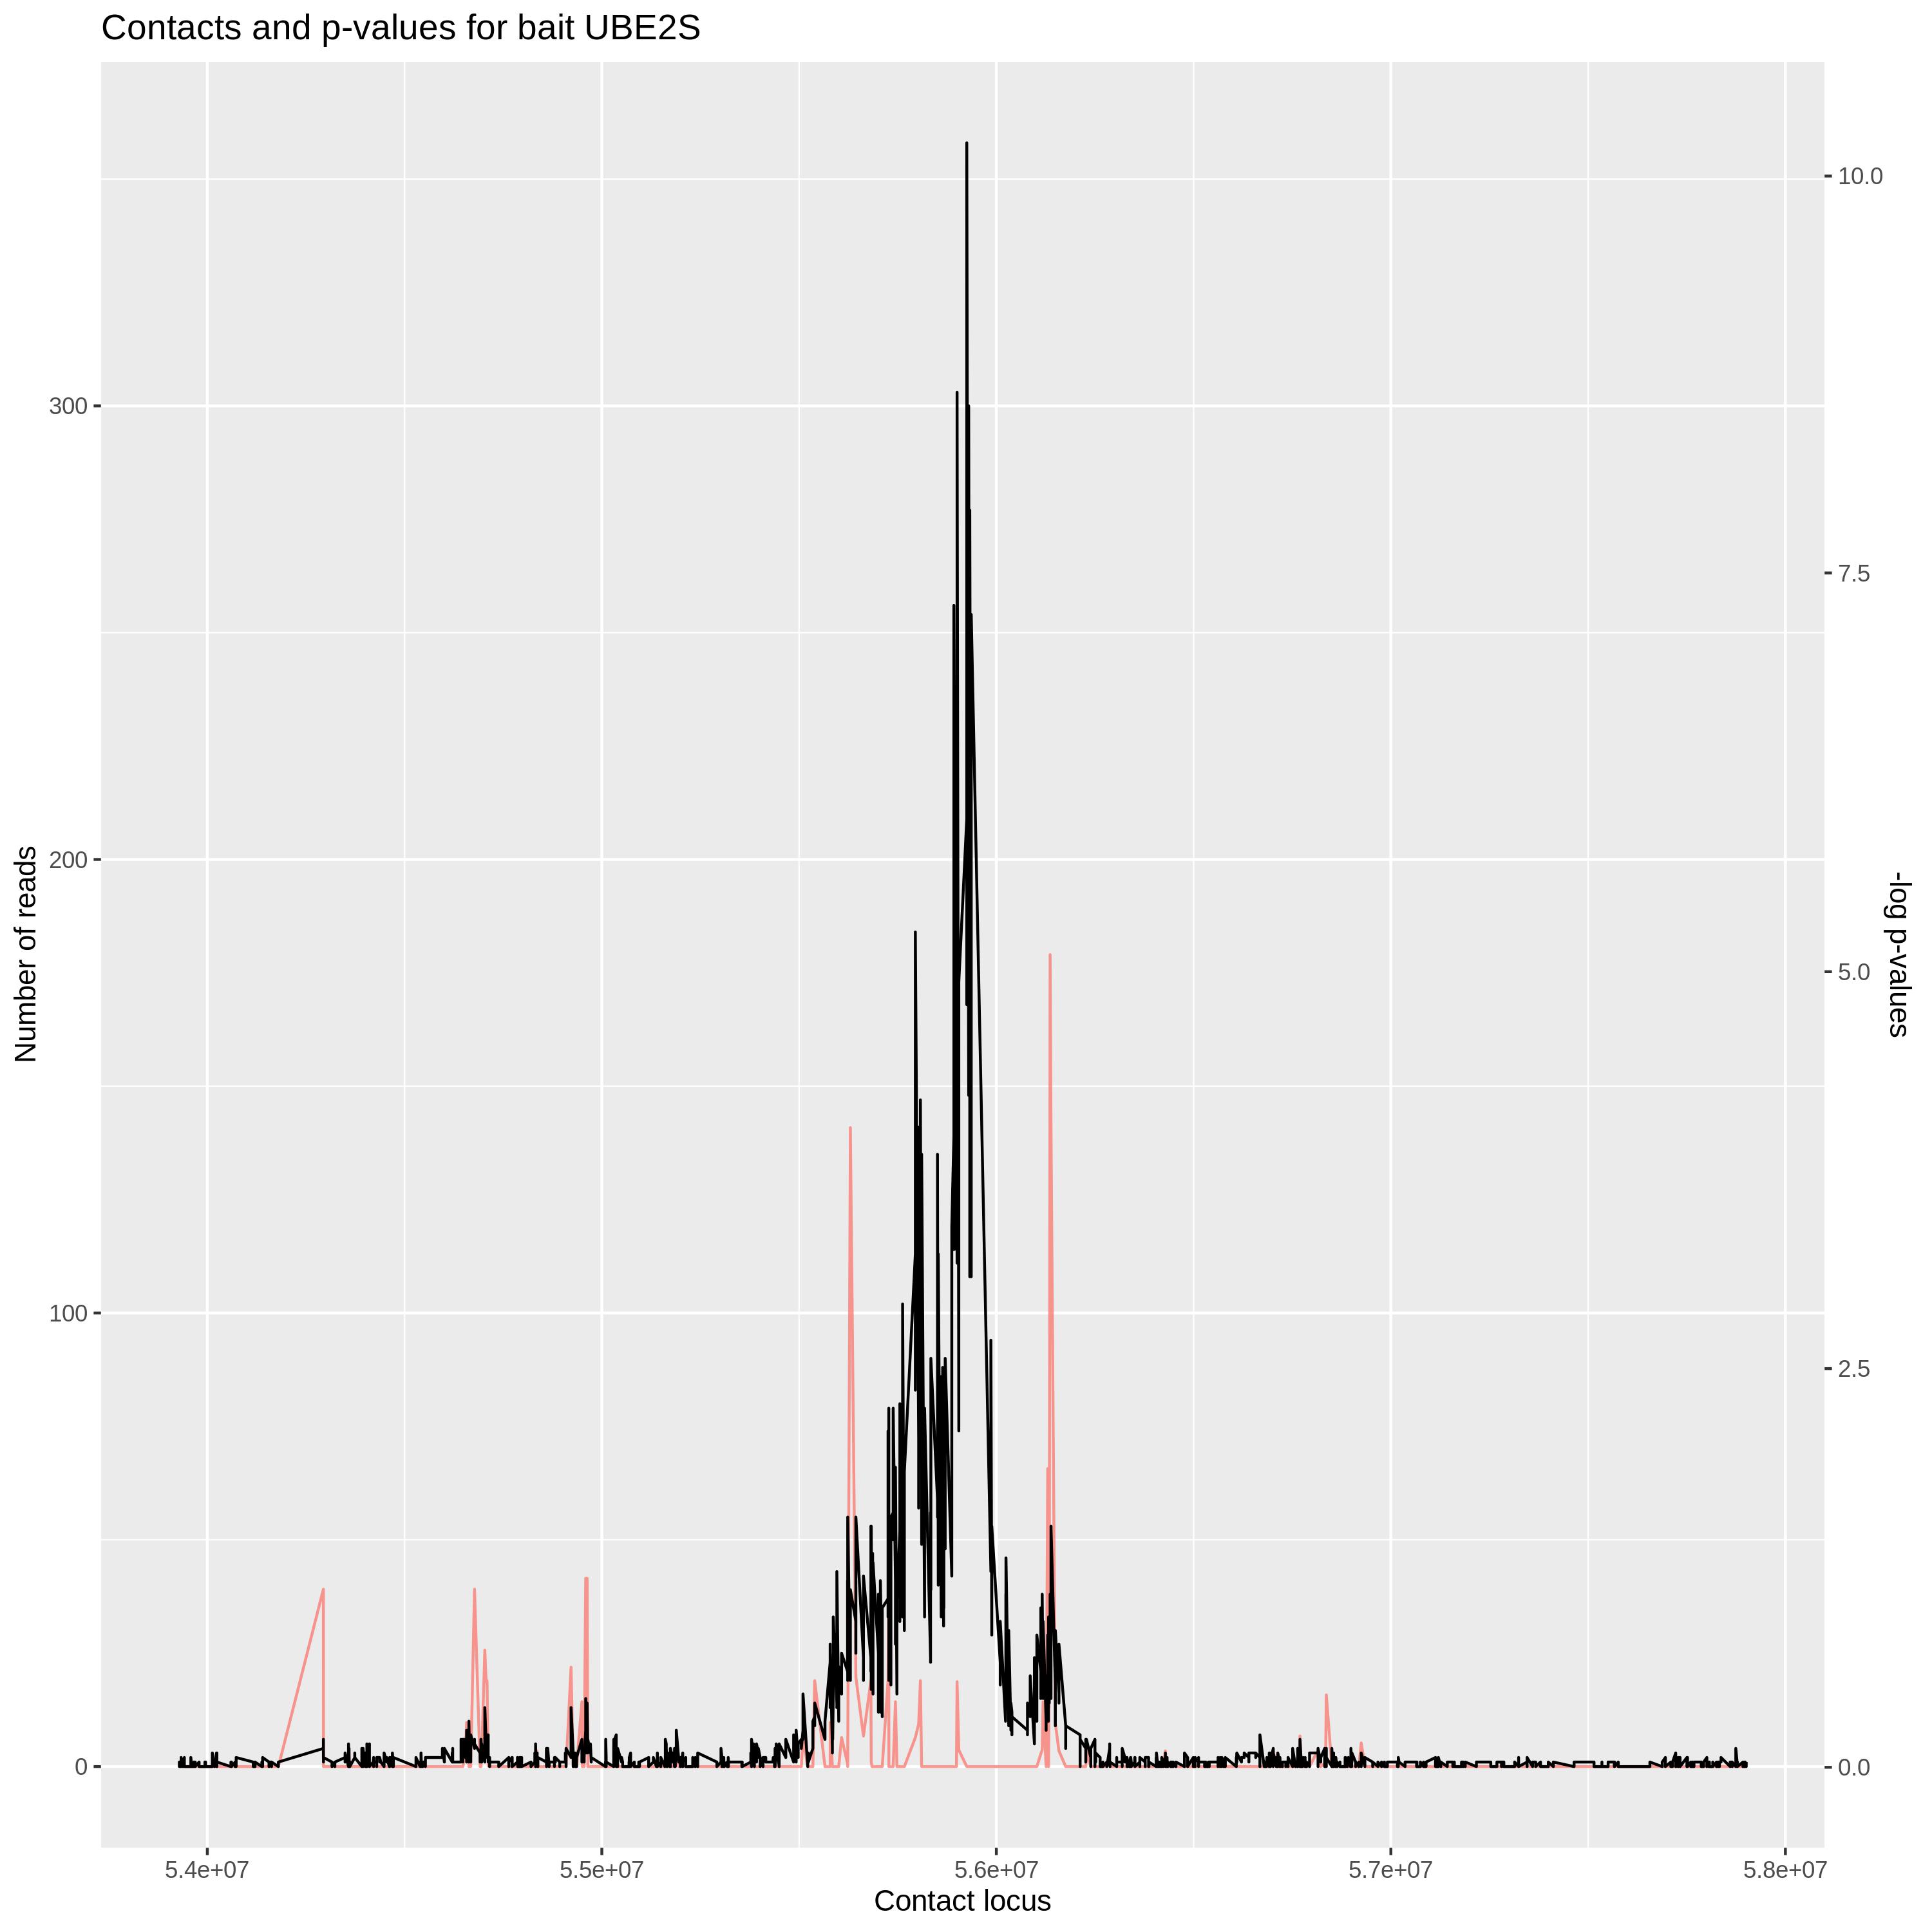 Contacts and p-values for bait UBE2S
Number of reads
300
200
100
0
10.0
7.5
5.0
2.5
0.0
-log p-values
5.4e+07 5.5e+07 5.6e+07 5.7e+07 5.8e+07
Contact locus